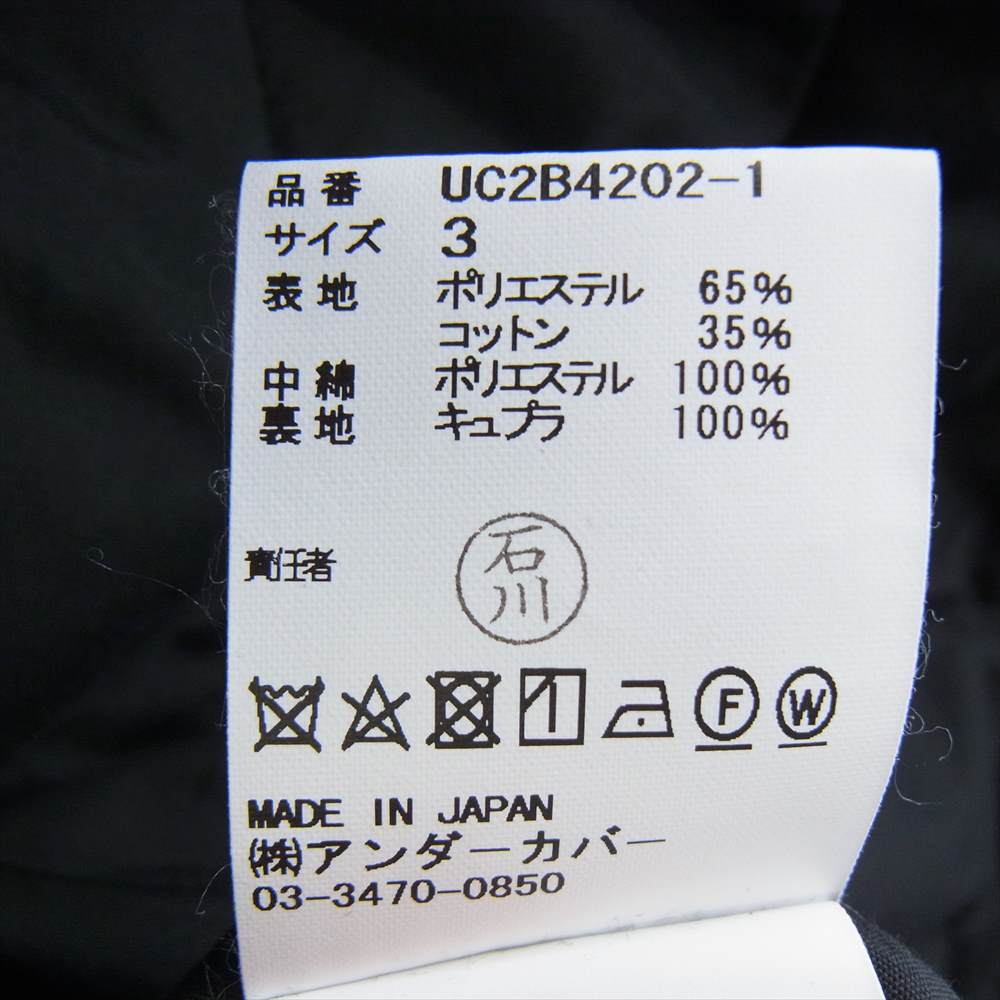 品番 UC2B4202-1
サイズ 3
表地 ポリエステル 65%
コットン 35%
中綿 ポリエステル 100%
裏地 キュプラ 100%
責任者 石川
F W
MADE IN JAPAN
(株)アンダーカバー
03-3470-0850